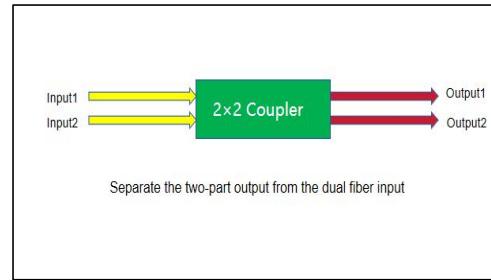 Input1
Output1
2×2 Coupler
Input2
Output2
Separate the two-part output from the dual fiber input